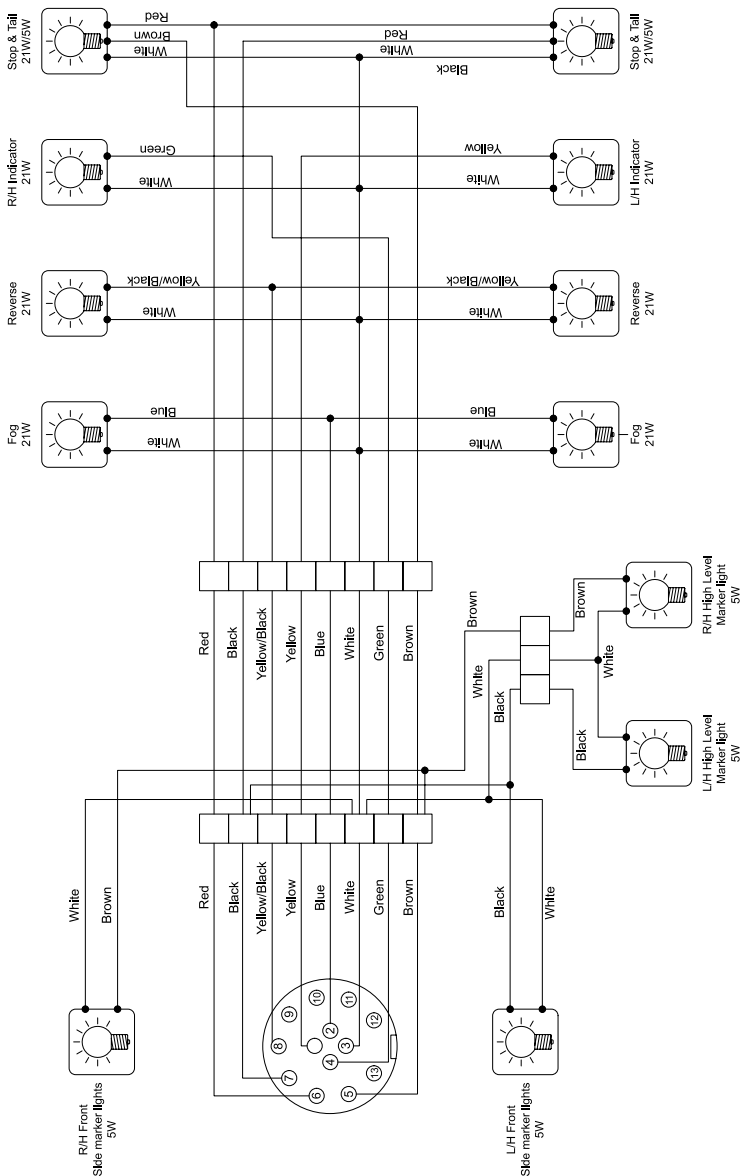 Stop & Tail
21W/5W
Red
Brown
White
Red
White
Black
Stop & Tail
21W/5W
R/H Indicator
21W
Green
White
Yellow
White
L/H Indicator
21W
Reverse
21W
Yellow/Black
White
Yellow/Black
White
Reverse
21W
Fog
21W
Blue
White
Blue
White
Fog
21W
Red
Black
Yellow/Black
Yellow
Blue
White
Green
Brown
Brown
White
Black
Brown
White
Black
R/H High Level
Marker light
5W
L/H High Level
Marker light
5W
White
Brown
Red
Black
Yellow/Black
Yellow
Blue
White
Green
Brown
Black
White
10
9
11
8
2
12
3
7
4
13
6
5
R/H Front
Side marker lights
5W
L/H Front
Side marker lights
5W